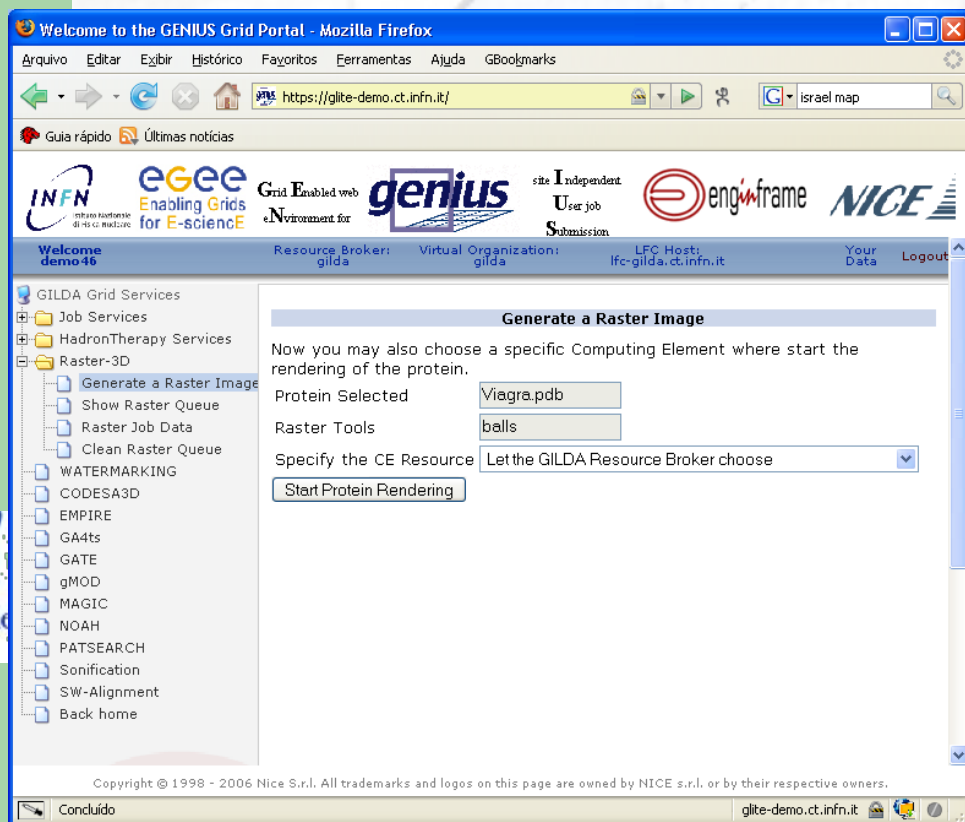 Welcome to the GENIUS Grid Portal - Mozilla Firefox
Arquivo Editar Exibir Histórico Favoritos Ferramentas Ajuda GBookmarks
https://glite-demo.ct.infn.it/
G israel map
Guia rápido Últimas notícias
INFN
Istituto Nazionale
di Fisica Nucleare
egee
Enabling Grids
for E-sciencE
Grid Enabled web
eNvironment for
genius
site Independent
User job
Submission
enginframe
NICE
Welcome
demo46
Resource Broker:
gilda
Virtual Organization:
gilda
LFC Host:
lfc-gilda.ct.infn.it
Your
Data
Logout
GILDA Grid Services
Job Services
HadronTherapy Services
Raster-3D
Generate a Raster Image
Show Raster Queue
Raster Job Data
Clean Raster Queue
WATERMARKING
CODESA3D
EMPIRE
GA4ts
GATE
gMOD
MAGIC
NOAH
PATSEARCH
Sonification
SW-Alignment
Back home
Generate a Raster Image
Now you may also choose a specific Computing Element where start the
rendering of the protein.
Protein Selected Viagra.pdb
Raster Tools balls
Specify the CE Resource Let the GILDA Resource Broker choose
Start Protein Rendering
Copyright © 1998 - 2006 Nice S.r.l. All trademarks and logos on this page are owned by NICE s.r.l. or by their respective owners.
Concluído glite-demo.ct.infn.it